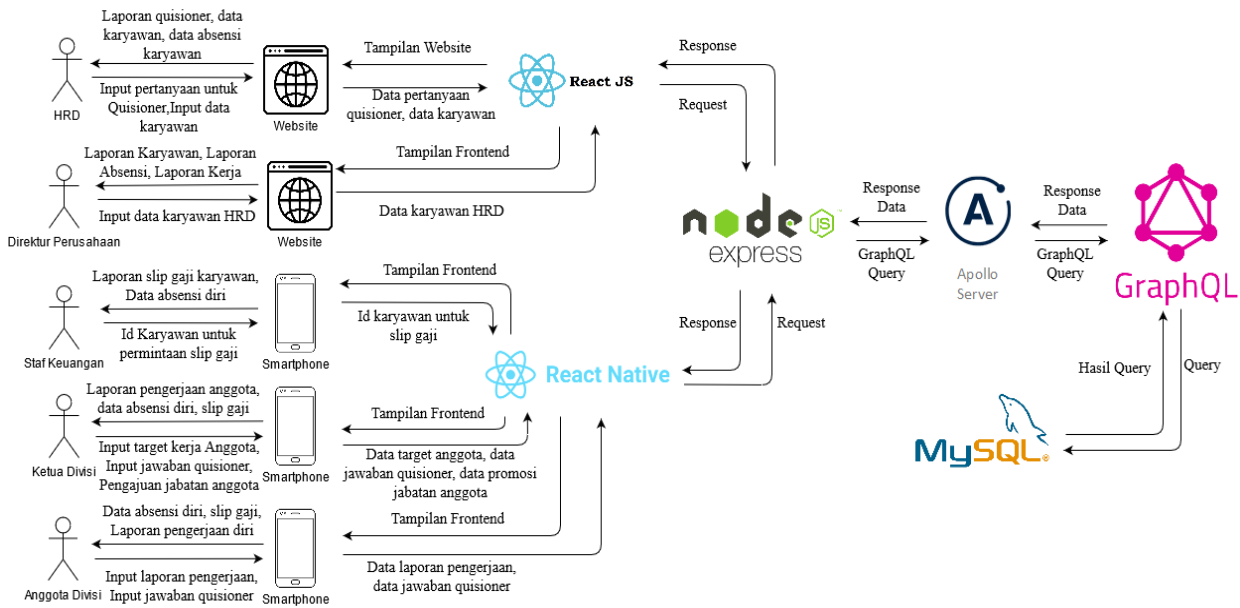 Laporan quisioner, data
karyawan, data absensi
karyawan
Input pertanyaan untuk
Quisioner,Input data
karyawan
HRD
Website
Tampilan Website
Data pertanyaan
quisioner, data karyawan
React JS
Response
Request
Laporan Karyawan, Laporan
Absensi, Laporan Kerja
Input data karyawan HRD
Direktur Perusahaan
Website
Tampilan Frontend
Data karyawan HRD
node
JS
express
Response
Data
GraphQL
Query
A
Apollo
Server
Response
Data
GraphQL
Query
GraphQL
Laporan slip gaji karyawan,
Data absensi diri
Id Karyawan untuk
permintaan slip gaji
Staf Keuangan
Smartphone
Tampilan Frontend
Id karyawan untuk
slip gaji
React Native
Response
Request
Hasil Query
Query
MySQL
Laporan pengerjaan anggota,
data absensi diri, slip gaji
Input target kerja Anggota,
Input jawaban quisioner,
Pengajuan jabatan anggota
Ketua Divisi
Smartphone
Tampilan Frontend
Data target anggota, data
jawaban quisioner, data promosi
jabatan anggota
Data absensi diri, slip gaji,
Laporan pengerjaan diri
Input laporan pengerjaan,
Input jawaban quisioner
Anggota Divisi
Smartphone
Tampilan Frontend
Data laporan pengerjaan,
data jawaban quisioner